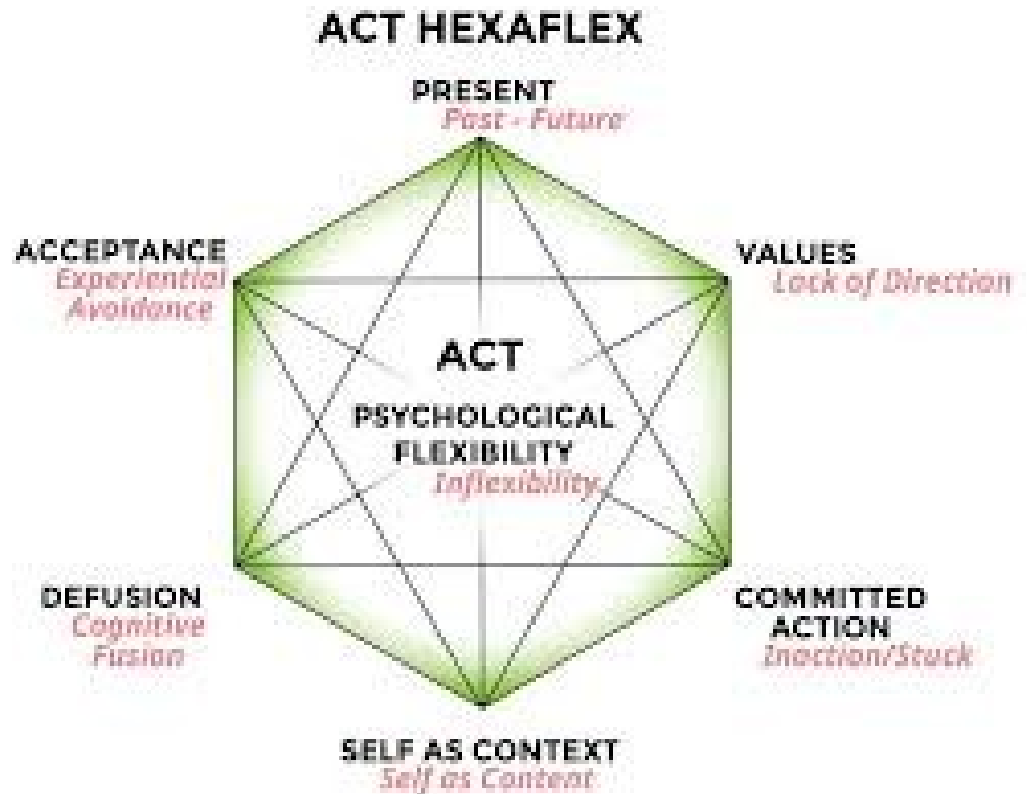 ACT HEXAFLEX
PRESENT
Past - Future
ACCEPTANCE
Experiential
Avoidance
VALUES
Lack of Direction
ACT
PSYCHOLOGICAL
FLEXIBILITY
Inflexibility
DEFUSION
Cognitive
Fusion
COMMITTED
ACTION
Inaction/Stuck
SELF AS CONTEXT
Self as Content